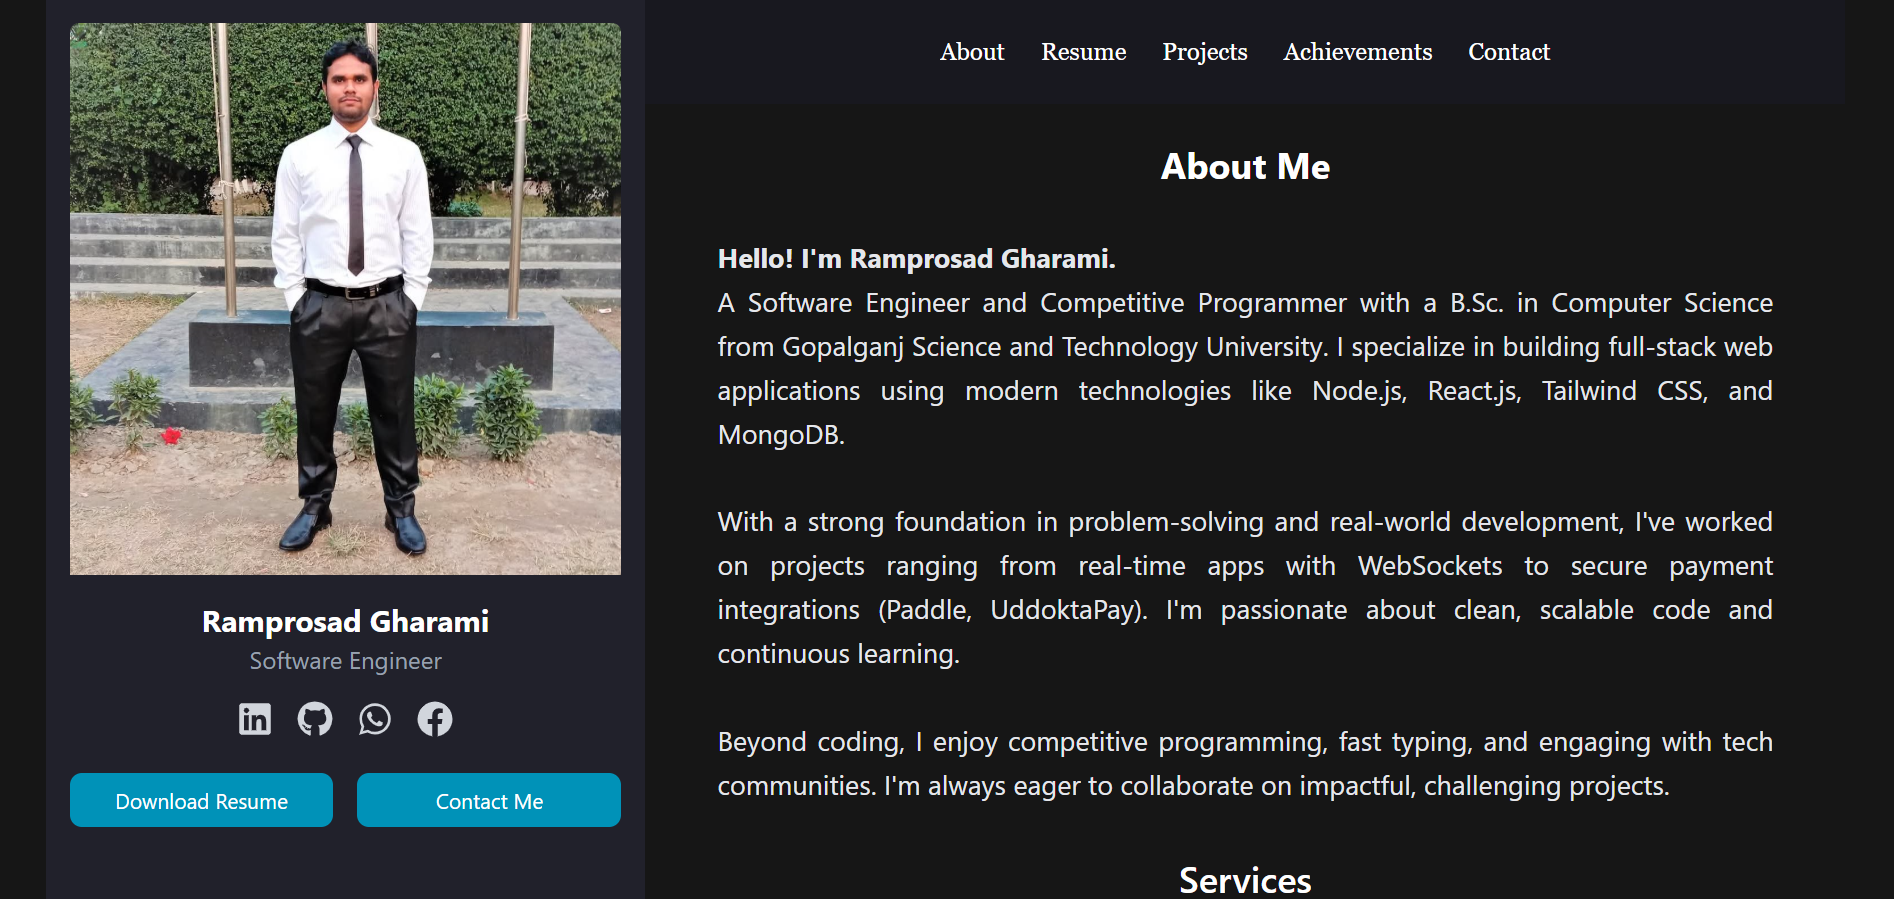 About Resume Projects Achievements Contact
Ramprosad Gharami
Software Engineer
in
Download Resume Contact Me
About Me
Hello! I'm Ramprosad Gharami.
A Software Engineer and Competitive Programmer with a B.Sc. in Computer Science
from Gopalganj Science and Technology University. I specialize in building full-stack web
applications using modern technologies like Node.js, React.js, Tailwind CSS, and
MongoDB.
With a strong foundation in problem-solving and real-world development, I've worked
on projects ranging from real-time apps with WebSockets to secure payment
integrations (Paddle, UddoktaPay). I'm passionate about clean, scalable code and
continuous learning.
Beyond coding, I enjoy competitive programming, fast typing, and engaging with tech
communities. I'm always eager to collaborate on impactful, challenging projects.
Services